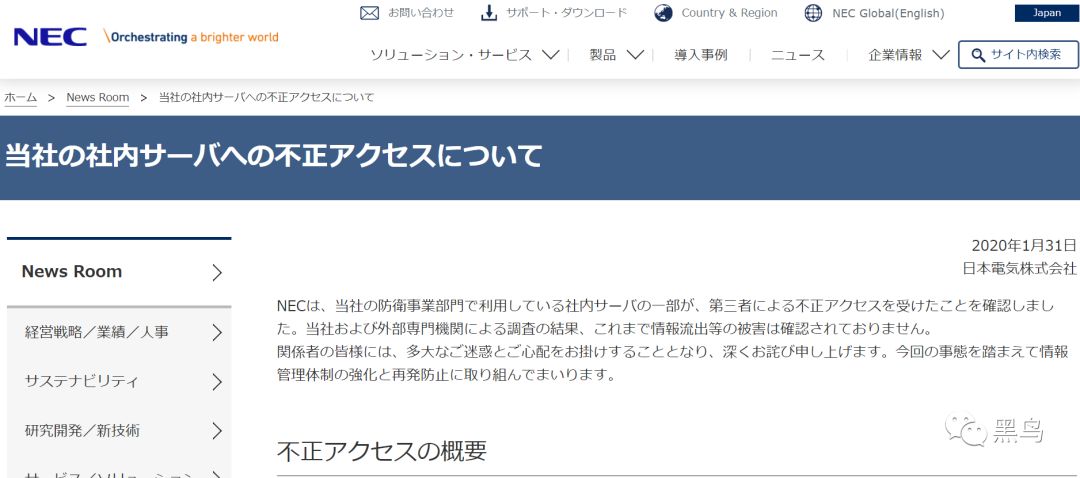 お問い合わせ サポート・ダウンロード Country & Region NEC Global(English) Japan
NEC \Orchestrating a brighter world
ソリューション・サービス 製品 導入事例 ニュース 企業情報 サイト内検索
ホーム > News Room > 当社の社内サーバへの不正アクセスについて
当社の社内サーバへの不正アクセスについて
2020年1月31日
日本電気株式会社
News Room
経営戦略／業績／人事
サステナビリティ
研究開発／新技術
サービス／ソリューション
NECは、当社の防衛事業部門で利用している社内サーバの一部が、第三者による不正アクセスを受けたことを確認しまし
た。当社および外部専門機関による調査の結果、これまで情報流出等の被害は確認されておりません。
関係者の皆様には、多大なご迷惑とご心配をお掛けすることとなり、深くお詫び申し上げます。今回の事態を踏まえて情報
管理体制の強化と再発防止に取り組んでまいります。
不正アクセスの概要
黑鸟